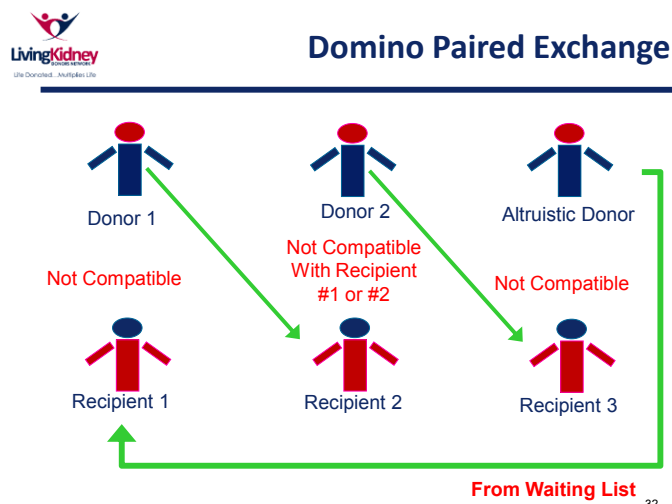 LivingKidney
DONORS NETWORK
Life Donated...Multiplies Life
Domino Paired Exchange
Donor 1
Donor 2
Altruistic Donor
Not Compatible
Not Compatible
With Recipient
#1 or #2
Not Compatible
Recipient 1
Recipient 2
Recipient 3
From Waiting List
32